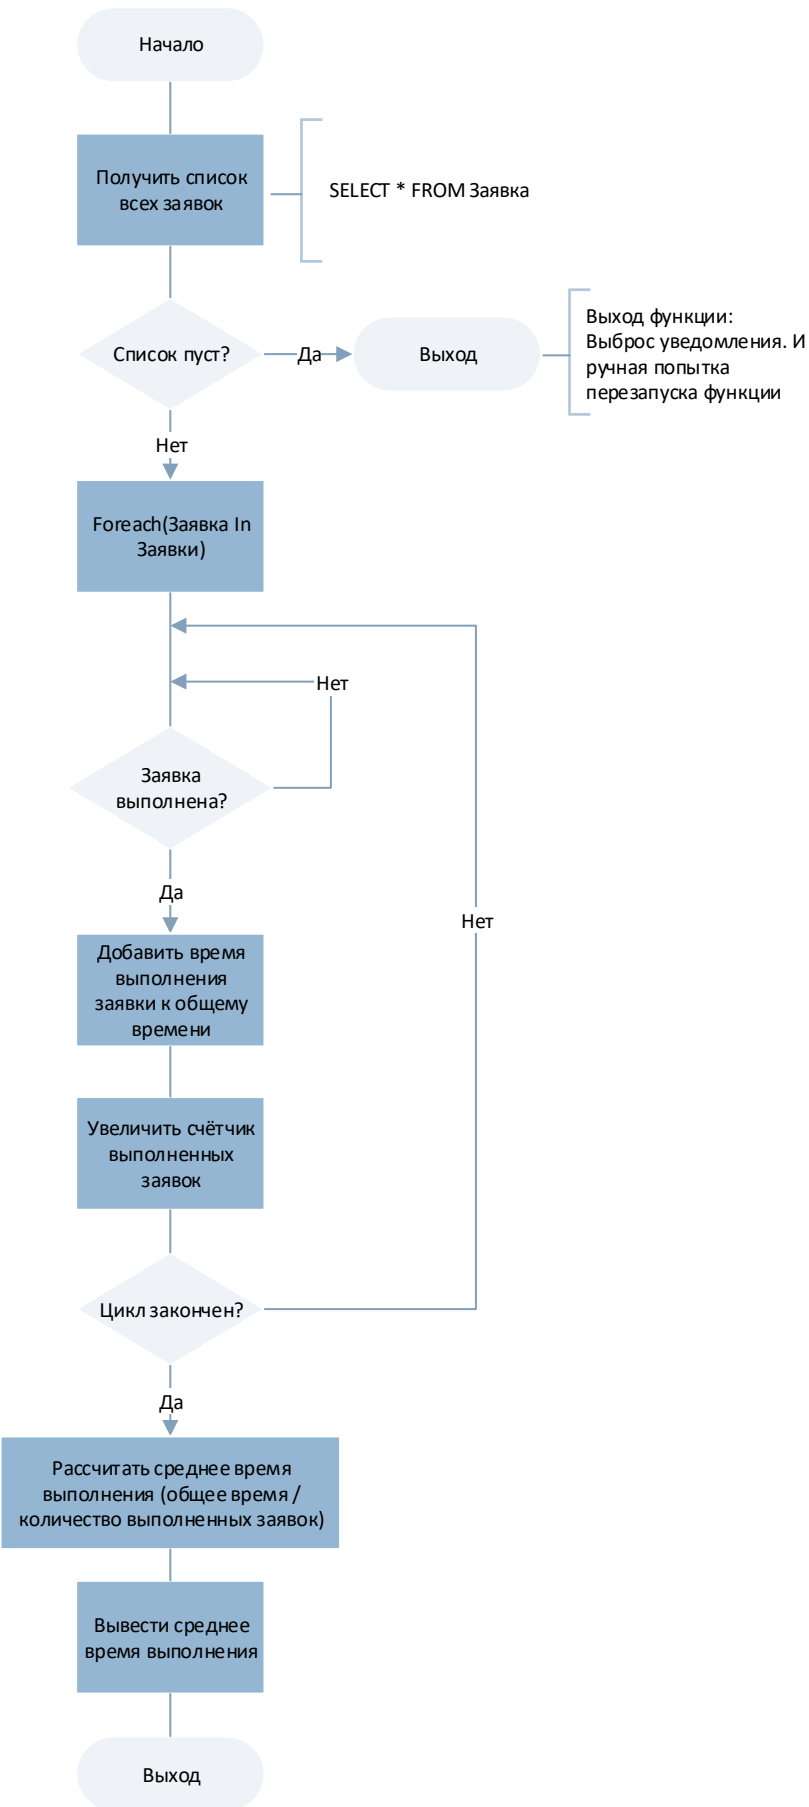 Начало
Получить список
всех заявок
SELECT * FROM Заявка
Список пуст?
Да
Выход
Выход функции:
Выброс уведомления. И
ручная попытка
перезапуска функции
Нет
Foreach(Заявка In
Заявки)
Нет
Заявка
выполнена?
Да
Нет
Добавить время
выполнения
заявки к общему
времени
Увеличить счётчик
выполненных
заявок
Цикл закончен?
Да
Рассчитать среднее время
выполнения (общее время /
количество выполненных заявок)
Вывести среднее
время выполнения
Выход